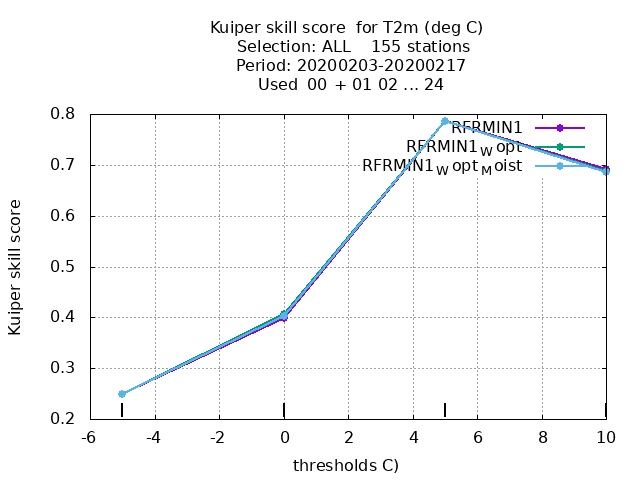 Kuiper skill score for T2m (deg C)
Selection: ALL 155 stations
Period: 20200203-20200217
Used 00 + 01 02 ... 24
RFRMIN1
RFRMIN1Wopt
RFRMIN1WoptMoist
0.8
0.7
0.6
0.5
0.4
0.3
0.2
Kuiper skill score
-6 -4 -2 0 2 4 6 8 10
thresholds C)